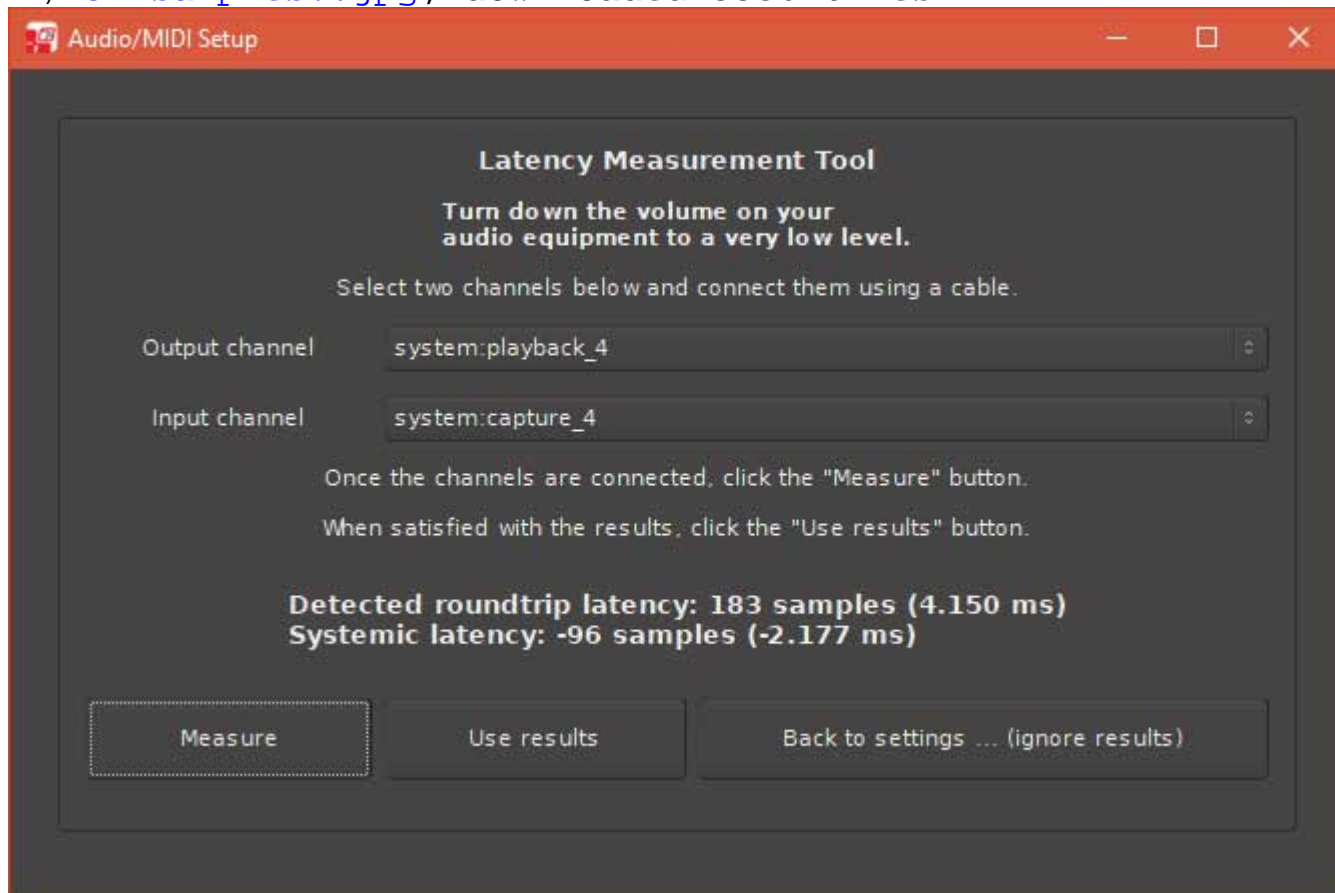 Audio/MIDI Setup
Latency Measurement Tool
Turn down the volume on your
audio equipment to a very low level.
Select two channels below and connect them using a cable.
Output channel system:playback_4
Input channel system:capture_4
Once the channels are connected, click the "Measure" button.
When satisfied with the results, click the "Use results" button.
Detected roundtrip latency: 183 samples (4.150 ms)
Systemic latency: -96 samples (-2.177 ms)
Measure Use results Back to settings ... (ignore results)